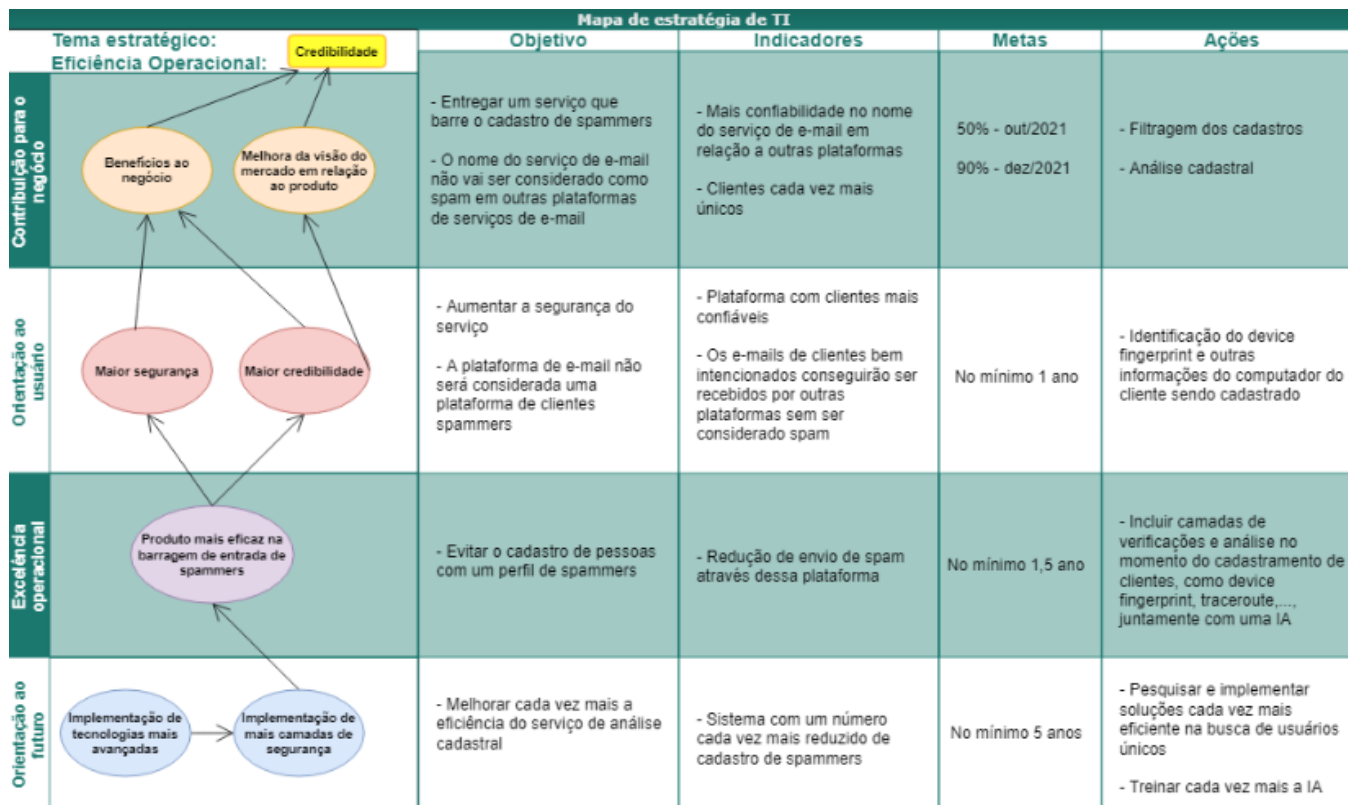 Mapa de estratégia de TI
Tema estratégico:
Eficiência Operacional:
Credibilidade
Objetivo
Indicadores
Metas
Ações
Contribuição para o
negócio
Benefícios ao
negócio
Melhora da visão do
mercado em relação
ao produto
- Entregar um serviço que
barre o cadastro de spammers
- O nome do serviço de e-mail
não vai ser considerado como
spam em outras plataformas
de serviços de e-mail
- Mais confiabilidade no nome
do serviço de e-mail em
relação a outras plataformas
- Clientes cada vez mais
únicos
50% - out/2021
90% - dez/2021
- Filtragem dos cadastros
- Análise cadastral
Orientação ao
usuário
Maior segurança
Maior credibilidade
- Aumentar a segurança do
serviço
- A plataforma de e-mail não
será considerada uma
plataforma de clientes
spammers
- Plataforma com clientes mais
confiáveis
- Os e-mails de clientes bem
intencionados conseguirão ser
recebidos por outras
plataformas sem ser
considerado spam
No mínimo 1 ano
- Identificação do device
fingerprint e outras
informações do computador do
cliente sendo cadastrado
Excelência
operacional
Produto mais eficaz na
barragem de entrada de
spammers
- Evitar o cadastro de pessoas
com um perfil de spammers
- Redução de envio de spam
através dessa plataforma
No mínimo 1,5 ano
- Incluir camadas de
verificações e análise no
momento do cadastramento de
clientes, como device
fingerprint, traceroute,...,
juntamente com uma IA
Orientação ao
futuro
Implementação de
tecnologias mais
avançadas
Implementação de
mais camadas de
segurança
- Melhorar cada vez mais a
eficiência do serviço de análise
cadastral
- Sistema com um número
cada vez mais reduzido de
cadastro de spammers
No mínimo 5 anos
- Pesquisar e implementar
soluções cada vez mais
eficiente na busca de usuários
únicos
- Treinar cada vez mais a IA